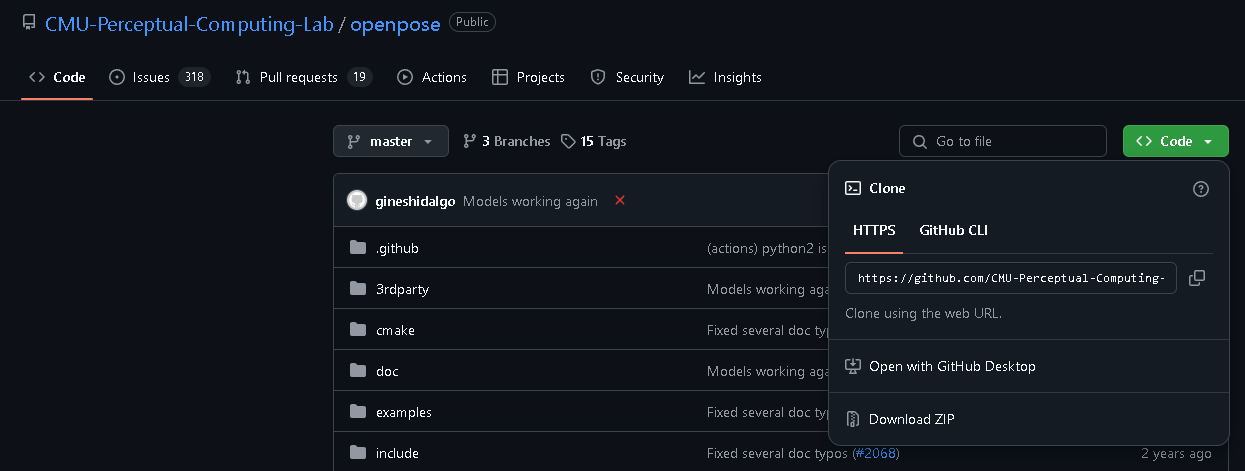 CMU-Perceptual-Computing-Lab / openpose Public
Code Issues 318 Pull requests 19 Actions Projects Security Insights
master 3 Branches 15 Tags Go to file Code
gineshidalgo Models working again
Clone
HTTPS GitHub CLI
https://github.com/CMU-Perceptual-Computing-
Clone using the web URL.
Open with GitHub Desktop
Download ZIP
.github (actions) python2 is
3rdparty Models working aga
cmake Fixed several doc typ
doc Models working aga
examples Fixed several doc typ
include Fixed several doc typos (#2068) 2 years ago